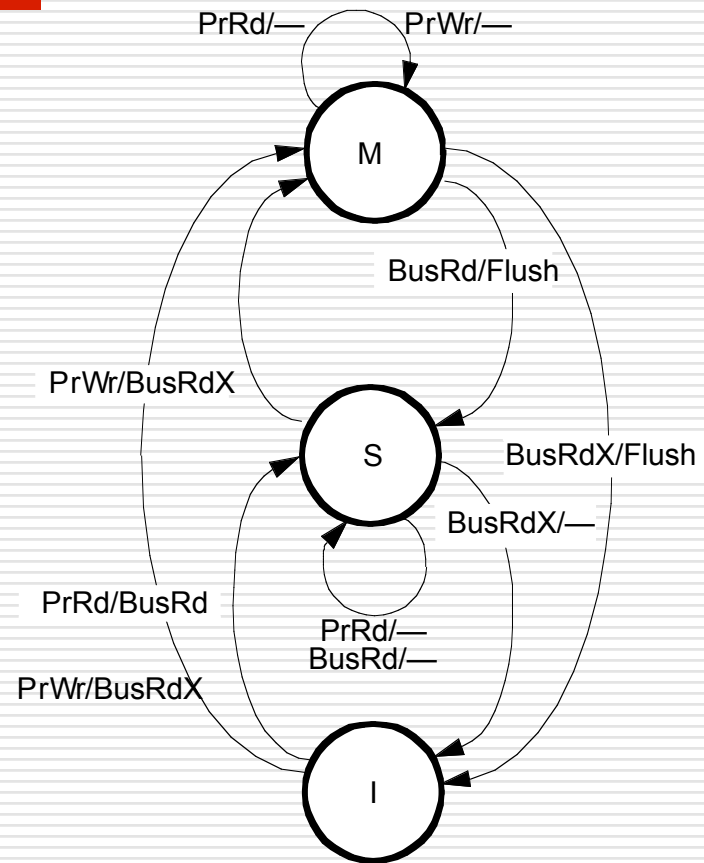 PrRd/— PrWr/—
M
BusRd/Flush
PrWr/BusRdX
S
BusRdX/Flush
BusRdX/—
PrRd/BusRd
PrRd/—
BusRd/—
PrWr/BusRdX
I